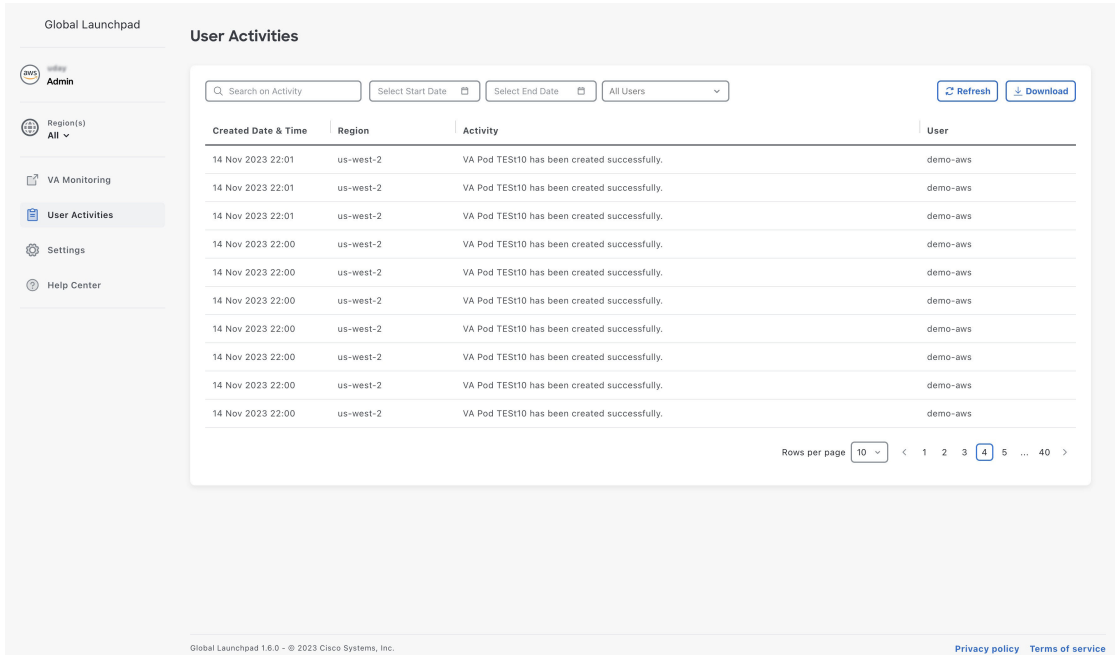 Global Launchpad
User Activities
aws
Admin
Region(s)
All
VA Monitoring
User Activities
Settings
Help Center
Search on Activity Select Start Date Select End Date All Users Refresh Download
Created Date & Time Region Activity User
14 Nov 2023 22:01 us-west-2 VA Pod TESt10 has been created successfully. demo-aws
14 Nov 2023 22:01 us-west-2 VA Pod TESt10 has been created successfully. demo-aws
14 Nov 2023 22:01 us-west-2 VA Pod TESt10 has been created successfully. demo-aws
14 Nov 2023 22:00 us-west-2 VA Pod TESt10 has been created successfully. demo-aws
14 Nov 2023 22:00 us-west-2 VA Pod TESt10 has been created successfully. demo-aws
14 Nov 2023 22:00 us-west-2 VA Pod TESt10 has been created successfully. demo-aws
14 Nov 2023 22:00 us-west-2 VA Pod TESt10 has been created successfully. demo-aws
14 Nov 2023 22:00 us-west-2 VA Pod TESt10 has been created successfully. demo-aws
14 Nov 2023 22:00 us-west-2 VA Pod TESt10 has been created successfully. demo-aws
14 Nov 2023 22:00 us-west-2 VA Pod TESt10 has been created successfully. demo-aws
Rows per page 10 < 1 2 3 4 5 ... 40 >
Global Launchpad 1.6.0 - © 2023 Cisco Systems, Inc. Privacy policy Terms of service